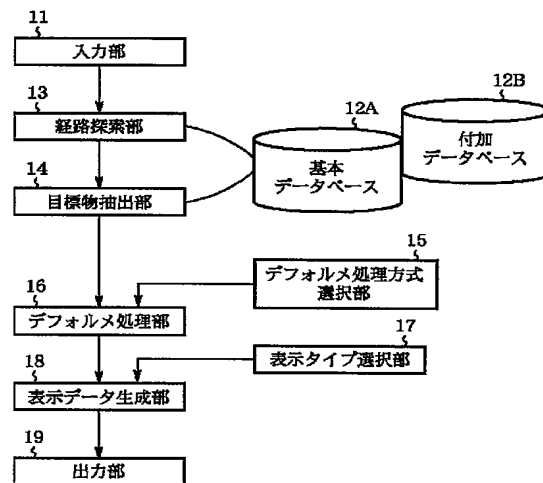 11
入力部
13
経路探索部
12A
基本
データベース
12B
付加
データベース
14
目標物抽出部
15
デフォルメ処理方式
選択部
16
デフォルメ処理部
17
表示タイプ選択部
18
表示データ生成部
19
出力部